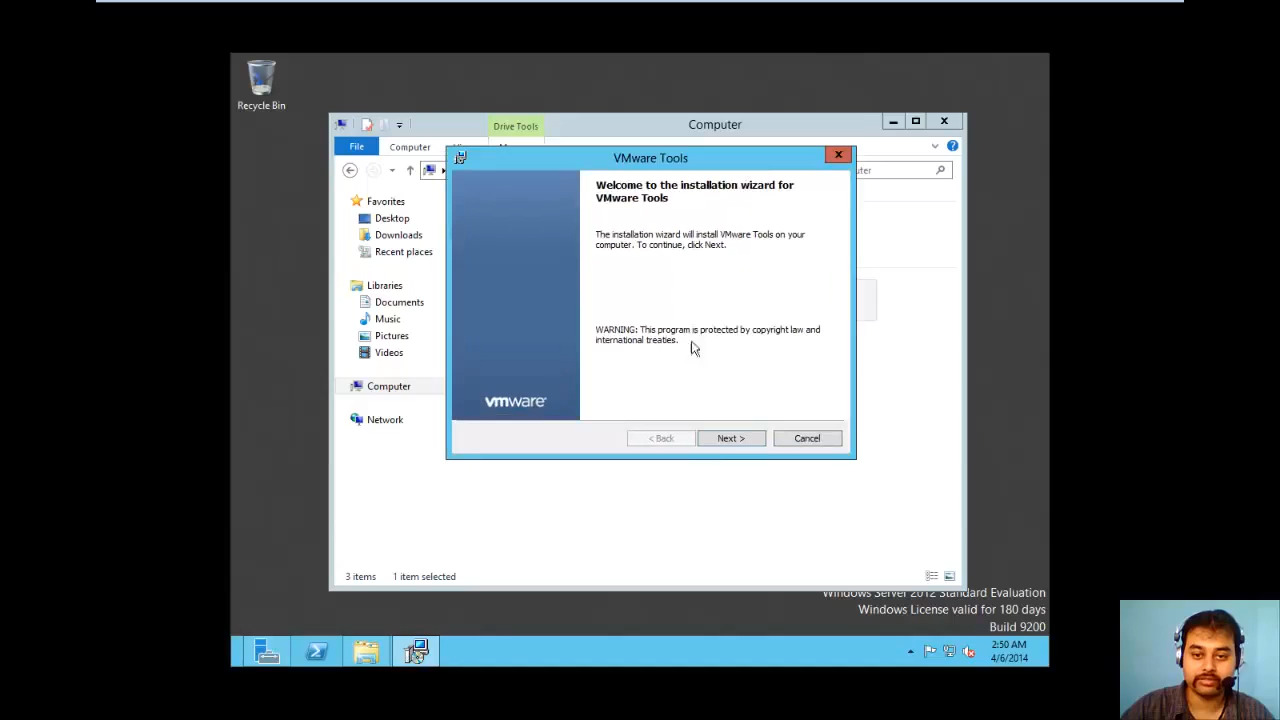 Recycle Bin
Drive Tools
Computer
File
Computer
VMware Tools
Favorites
Desktop
Downloads
Recent places
Libraries
Documents
Music
Pictures
Videos
Computer
Network
Welcome to the installation wizard for
VMware Tools
The installation wizard will install VMware Tools on your
computer. To continue, click Next.
WARNING: This program is protected by copyright law and
international treaties.
vmware
< Back
Next >
Cancel
3 items
1 item selected
Windows Server 2012 Standard Evaluation
Windows License valid for 180 days
Build 9200
2:50 AM
4/6/2014